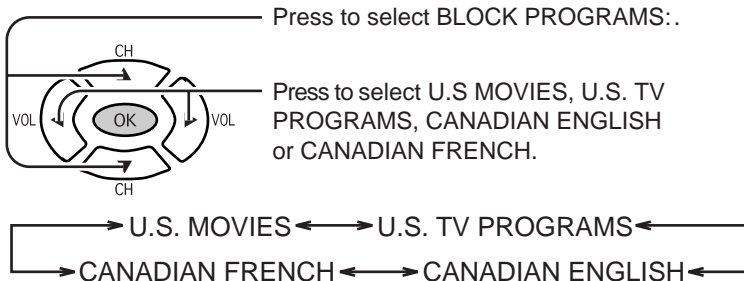 Press to select BLOCK PROGRAMS:.
CH
Press to select U.S MOVIES, U.S. TV
PROGRAMS, CANADIAN ENGLISH
or CANADIAN FRENCH.
VOL
OK
VOL
CH
U.S. MOVIES
U.S. TV PROGRAMS
CANADIAN FRENCH
CANADIAN ENGLISH